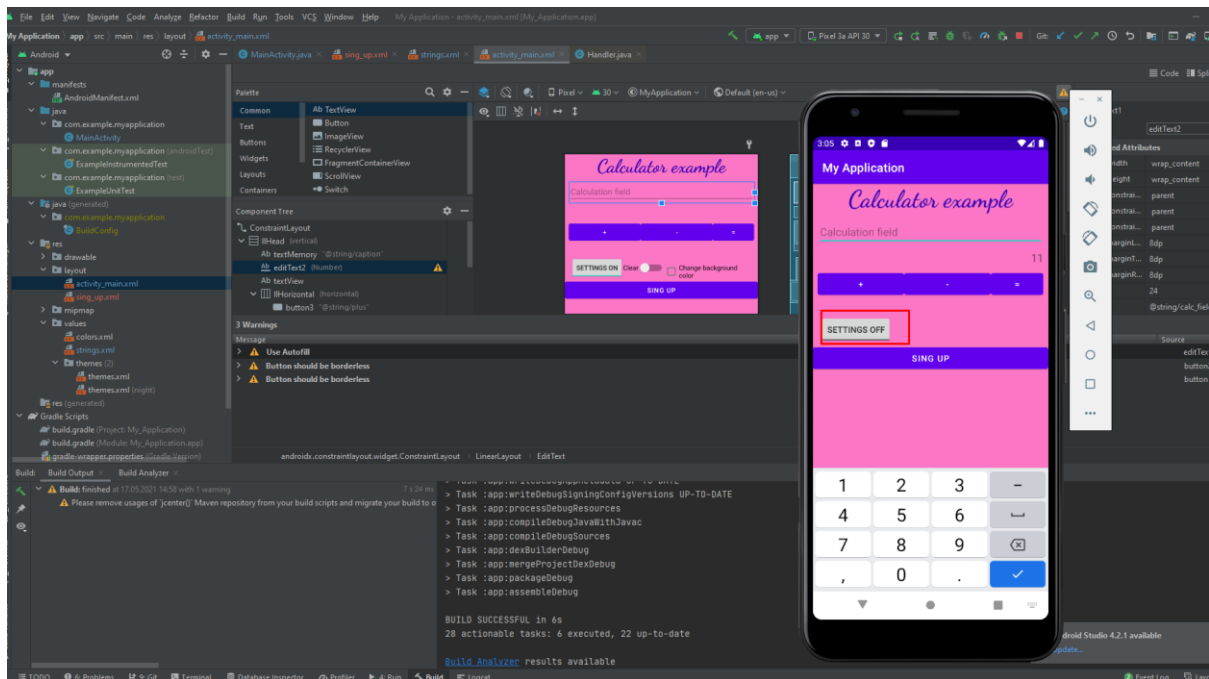 File Edit View Navigate Code Analyze Refactor Build Run Tools VCS Window Help My Application - activity_main.xml [My_Application.app]
My Application app src main res layout activity_main.xml
app Pixel 3a API 30 Git:
Android
MainActivity.java sing_up.xml strings.xml activity_main.xml Handler.java
app
manifests
AndroidManifest.xml
java
com.example.myapplication
MainActivity
com.example.myapplication (androidTest)
ExampleInstrumentedTest
com.example.myapplication (test)
ExampleUnitTest
java (generated)
com.example.myapplication
BuildConfig
res
drawable
layout
activity_main.xml
sing_up.xml
mipmap
values
colors.xml
strings.xml
themes (2)
themes.xml
themes.xml (night)
res (generated)
Gradle Scripts
build.gradle (Project: My_Application)
build.gradle (Module: My_Application.app)
gradle-wrapper.properties (Gradle Version)
Palette
Common
Text
Buttons
Widgets
Layouts
Containers
Ab TextView
Button
ImageView
RecyclerView
FragmentContainerView
ScrollView
Switch
Component Tree
ConstraintLayout
llHead (vertical)
Ab textMemory "@string/caption"
Ab editText2 (Number)
Ab textView
llHorizontal (horizontal)
button3 "@string/plus"
Pixel 30 MyApplication Default (en-us)
Calculator example
Calculation field
+ - =
SETTINGS ON Clear Change background color
SING UP
3 Warnings
Message
Use Autofill
Button should be borderless
Button should be borderless
androidx.constraintlayout.widget.ConstraintLayout LinearLayout EditText
3:05
My Application
Calculator example
Calculation field
11
+ - =
SETTINGS OFF
SING UP
1 2 3 -
4 5 6
7 8 9
, 0 .
Code
editText2
wrap_content
wrap_content
parent
parent
parent
8dp
8dp
8dp
24
Source
button
Build: Build Output Build Analyzer
Build: finished at 17.05.2021 14:58 with 1 warning 7 s 24 ms
Please remove usages of `jcenter()` Maven repository from your build scripts and migrate your build to o
> Task :app:writeDebugSigningConfigVersions UP-TO-DATE
> Task :app:processDebugResources
> Task :app:compileDebugJavaWithJavac
> Task :app:compileDebugSources
> Task :app:dexBuilderDebug
> Task :app:mergeProjectDexDebug
> Task :app:packageDebug
> Task :app:assembleDebug
BUILD SUCCESSFUL in 6s
28 actionable tasks: 6 executed, 22 up-to-date
Build Analyzer results available
droid Studio 4.2.1 available
update...
TODO 6: Problems 9: Git Terminal Database Inspector Profiler 4: Run Build Logcat Event Log